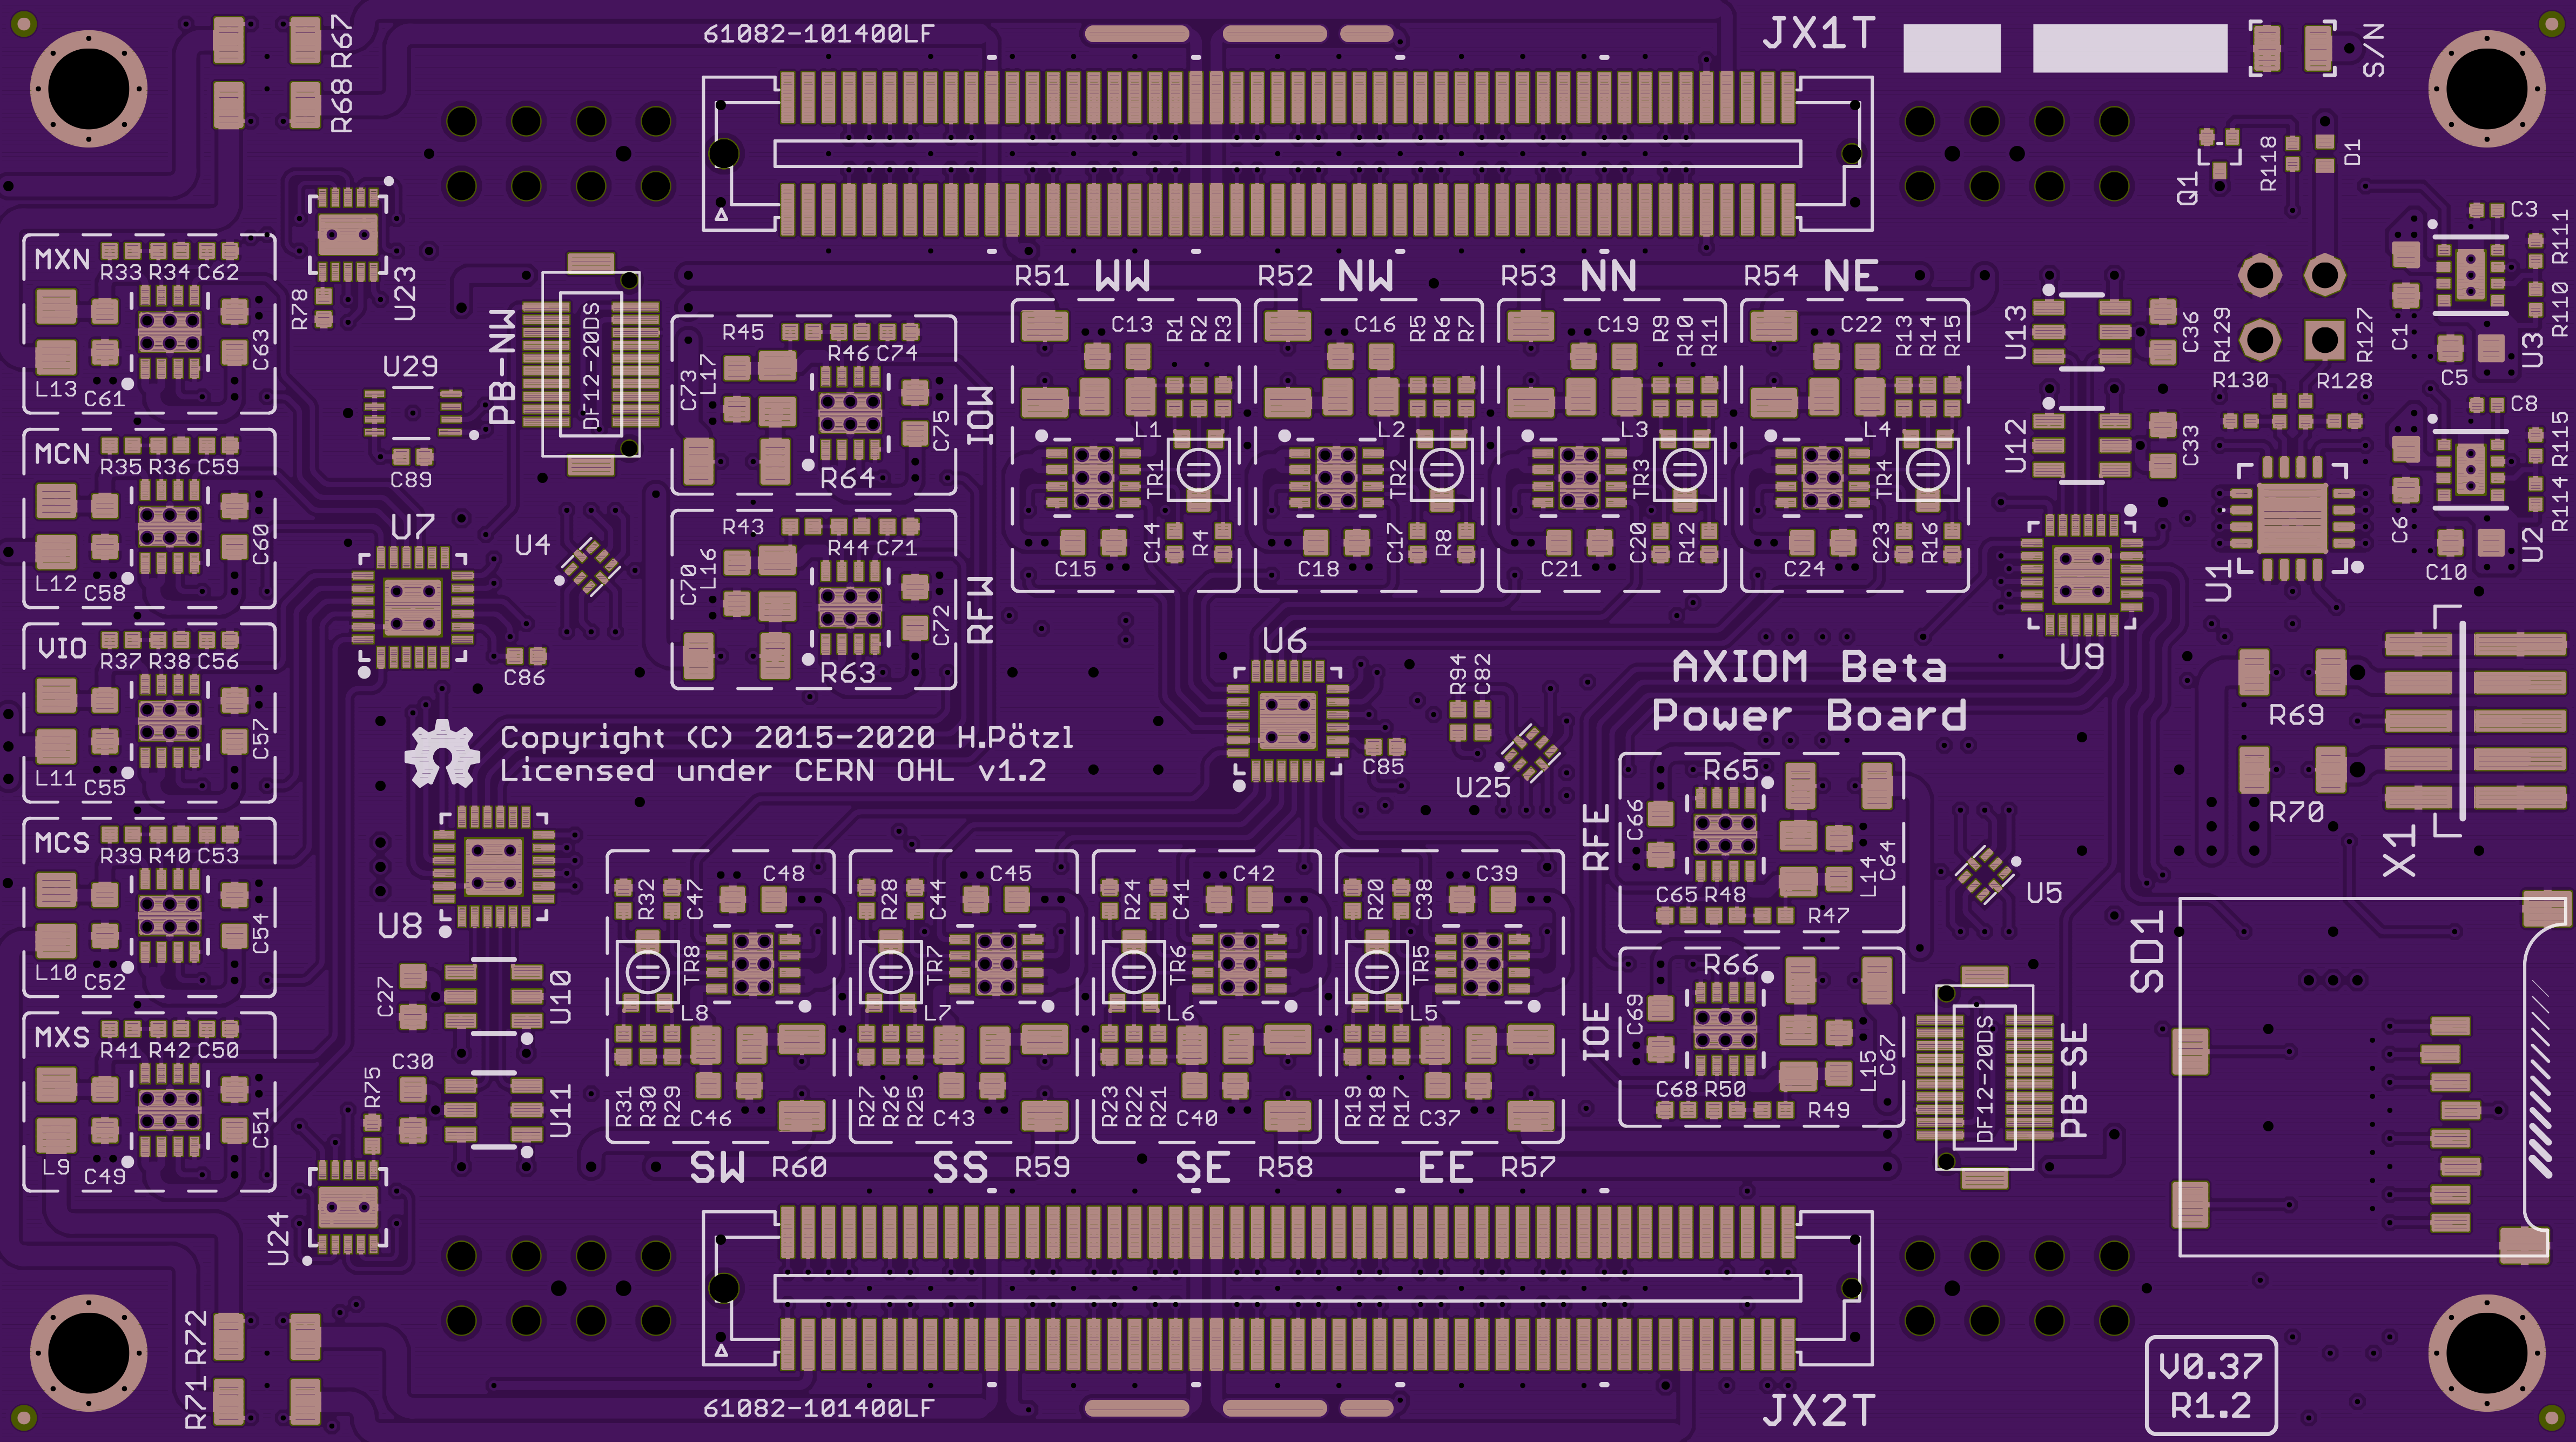 61082-101400LF
JX1T
S/N
R67
R68
Q1
R118
D1
U23
R78
MXN
R33 R34 C62
L13 C61 C63
MCN
R35 R36 C59
L12 C58 C60
VIO
R37 R38 C56
L11 C55 C57
MCS
R39 R40 C53
L10 C52 C54
MXS
R41 R42 C50
L9 C49 C51
U29
C89
U7
U4
C86
PB-NW
DF12-20DS
R45
R46 C74
C73 L17 C75
R64
IOW
R43
R44 C71
C70 L16 C72
R63
RFW
R51 WW
C13 R1 R2 R3
L1
TR1
C15 C14 R4
R52 NW
C16 R5 R6 R7
L2
TR2
C18 C17 R8
R53 NN
C19 R9 R10 R11
L3
TR3
C21 C20 R12
R54 NE
C22 R13 R14 R15
L4
TR4
C24 C23 R16
U13
C36
U12
C33
U9
R129 R127
R130 R128
U1
C3
R111
R110
C1
C5
U3
C8
R115
R114
C6
C10
U2
R69
R70
X1
U6
C85
R94 C82
U25
AXIOM Beta
Power Board
Copyright (C) 2015-2020 H.Pötzl
Licensed under CERN OHL v1.2
U8
C27
U10
C30
U11
R75
U24
R32 C47 C48
TR8
L8
R31 R30 R29 C46
SW R60
R28 C44 C45
TR7
L7
R27 R26 R25 C43
SS R59
R24 C41 C42
TR6
L6
R23 R22 R21 C40
SE R58
R20 C38 C39
TR5
L5
R19 R18 R17 C37
EE R57
RFE
R65
C66
L14 C64
C65 R48 R47
IOE
R66
C69
L15 C67
C68 R50 R49
U5
PB-SE
DF12-20DS
SD1
R72
R71
61082-101400LF
JX2T
V0.37
R1.2